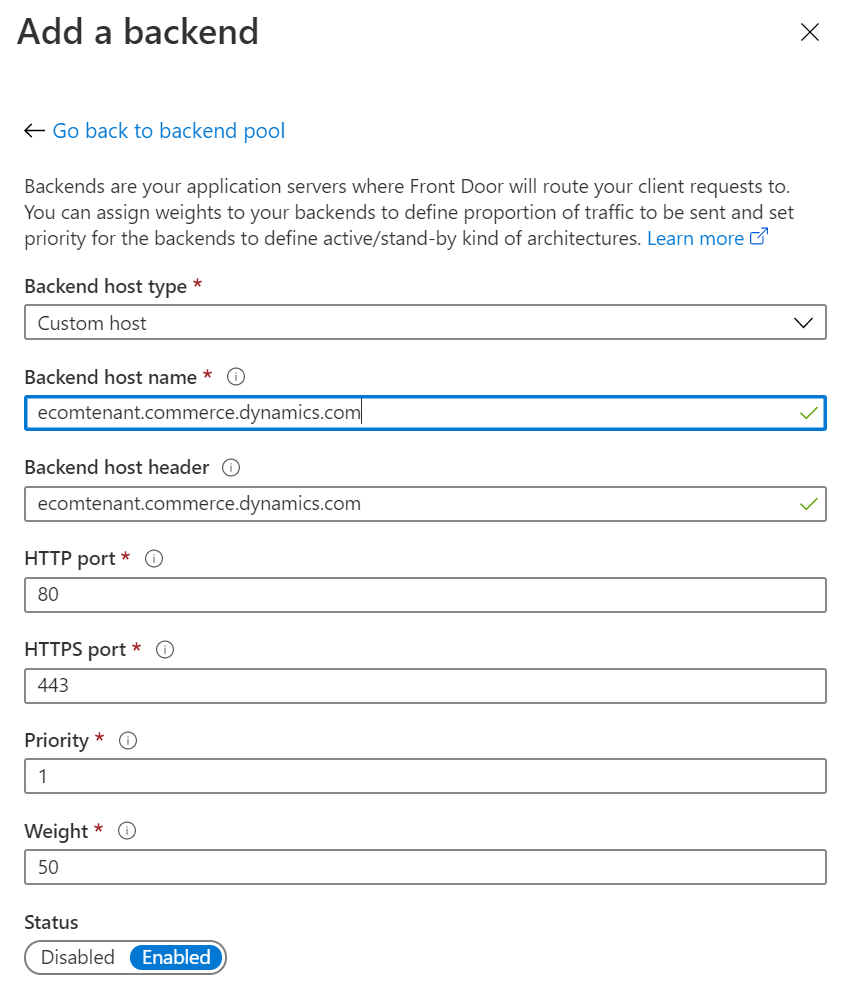 Add a backend
Go back to backend pool
Backends are your application servers where Front Door will route your client requests to.
You can assign weights to your backends to define proportion of traffic to be sent and set
priority for the backends to define active/stand-by kind of architectures. Learn more
Backend host type *
Custom host
Backend host name *
ecomtenant.commerce.dynamics.com
Backend host header
ecomtenant.commerce.dynamics.com
HTTP port *
80
HTTPS port *
443
Priority *
1
Weight *
50
Status
Disabled Enabled